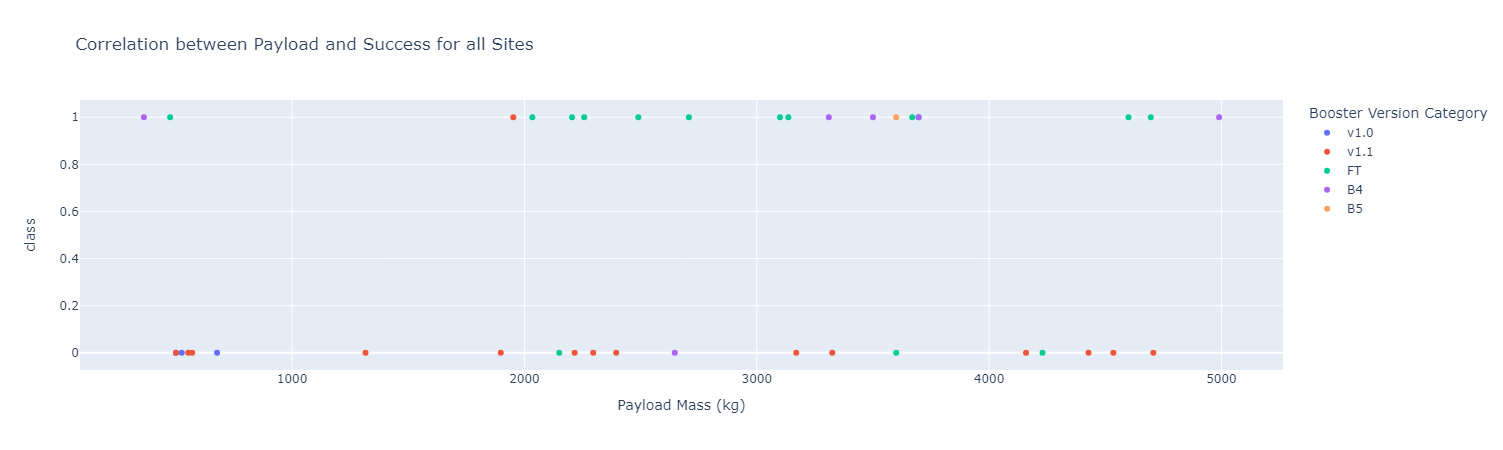 Correlation between Payload and Success for all Sites
1
0.8
0.6
0.4
0.2
0
class
1000 2000 3000 4000 5000
Payload Mass (kg)
Booster Version Category
v1.0
v1.1
FT
B4
B5